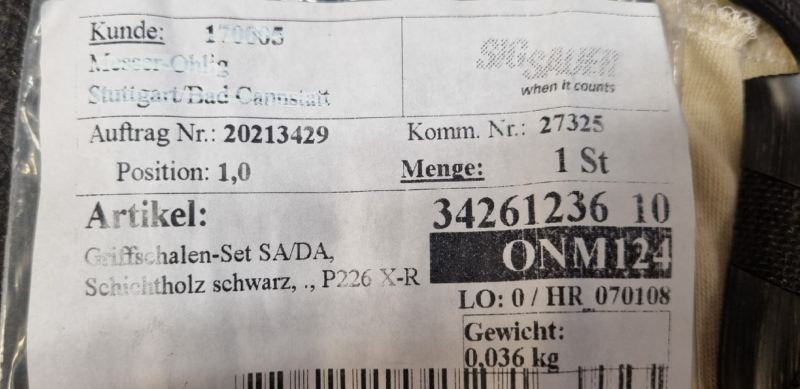 Kunde: 170005
Messer-Ohlig
Stuttgart/Bad Cannstatt
SIG SAUER
when it counts
Auftrag Nr.: 20213429
Komm. Nr.: 27325
Position: 1,0
Menge: 1 St
Artikel: 34261236 10
Griffschalen-Set SA/DA,
ONM124
Schichtholz schwarz, ., P226 X-R
LO: 0 / HR_070108
Gewicht:
0,036 kg